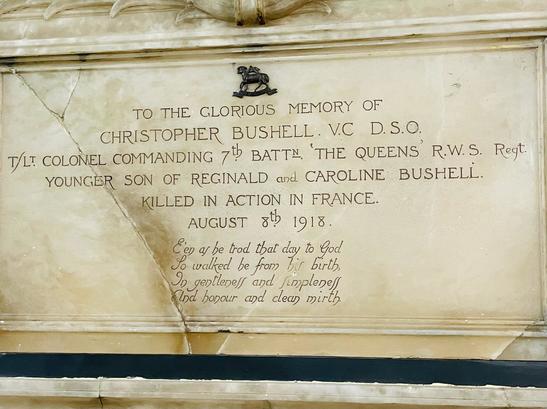 TO THE GLORIOUS MEMORY OF
CHRISTOPHER BUSHELL. V.C D.S.O.
T/LT COLONEL COMMANDING 7th BATTN. 'THE QUEENS' R.W.S. Regt.
YOUNGER SON OF REGINALD and CAROLINE BUSHELL.
KILLED IN ACTION IN FRANCE.
AUGUST 8th 1918.
E'en as he trod that day to God
So walked he from his birth,
In gentleness and simpleness
And honour and clean mirth